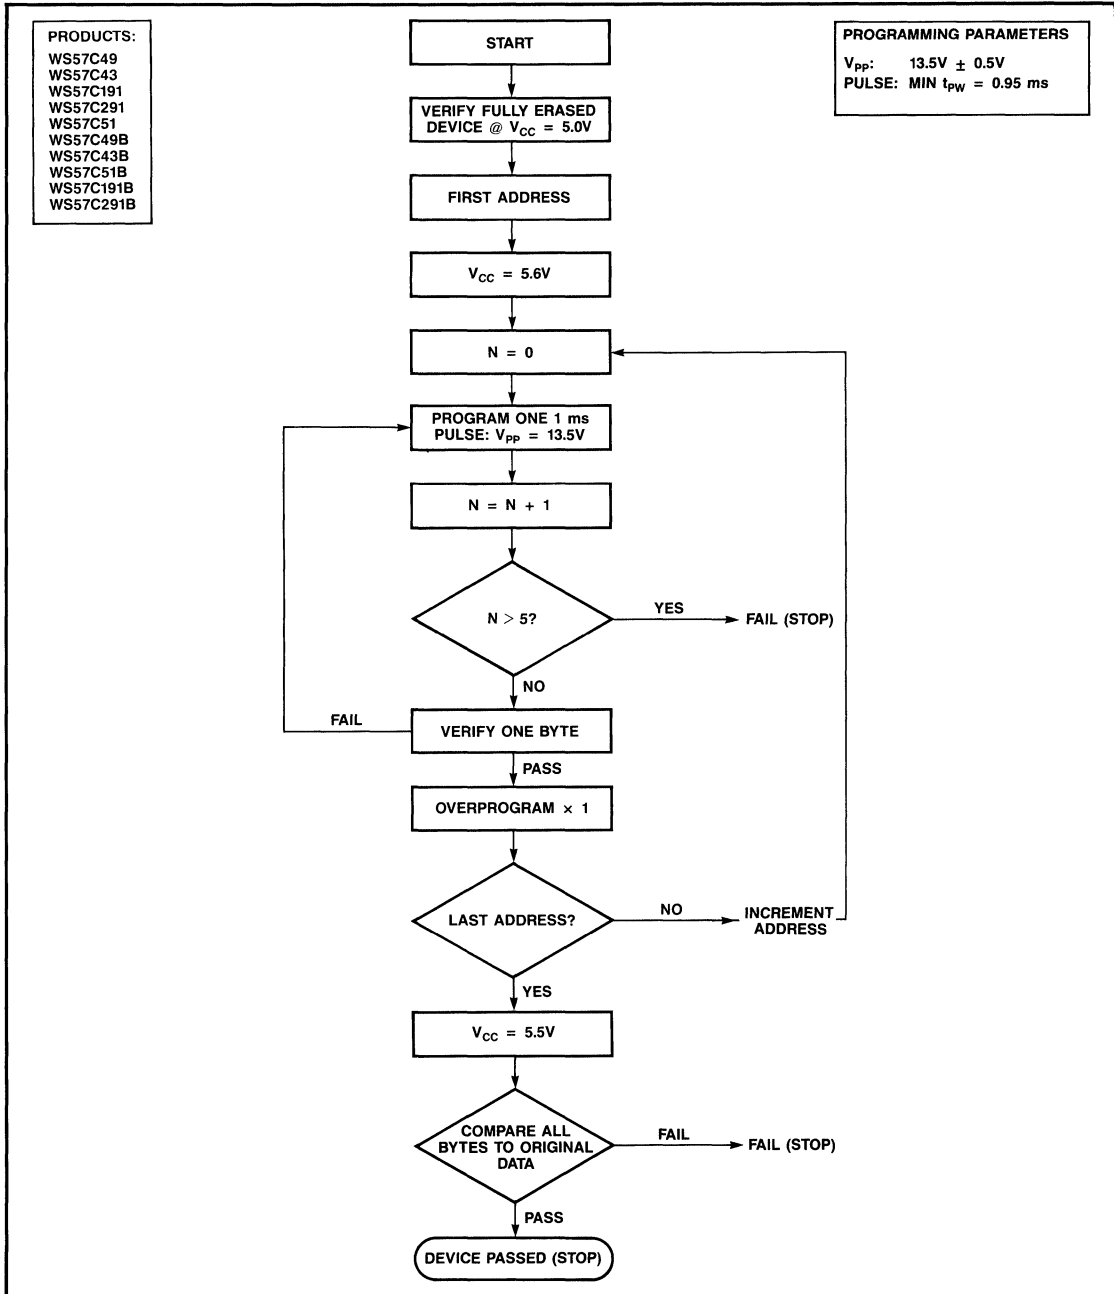 PRODUCTS:
WS57C49
WS57C43
WS57C191
WS57C291
WS57C51
WS57C49B
WS57C43B
WS57C51B
WS57C191B
WS57C291B
PROGRAMMING PARAMETERS
VPP: 13.5V ± 0.5V
PULSE: MIN tPW = 0.95 ms
START
VERIFY FULLY ERASED
DEVICE @ VCC = 5.0V
FIRST ADDRESS
VCC = 5.6V
N = 0
PROGRAM ONE 1 ms
PULSE: VPP = 13.5V
N = N + 1
N > 5?
YES
FAIL (STOP)
NO
FAIL
VERIFY ONE BYTE
PASS
OVERPROGRAM × 1
LAST ADDRESS?
NO
INCREMENT
ADDRESS
YES
VCC = 5.5V
COMPARE ALL
BYTES TO ORIGINAL
DATA
FAIL
FAIL (STOP)
PASS
DEVICE PASSED (STOP)